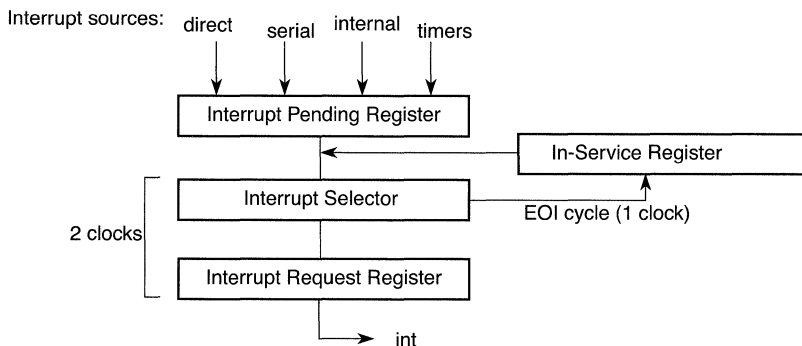 Interrupt sources:
direct
serial
internal
timers
Interrupt Pending Register
In-Service Register
Interrupt Selector
EOI cycle (1 clock)
2 clocks
Interrupt Request Register
int